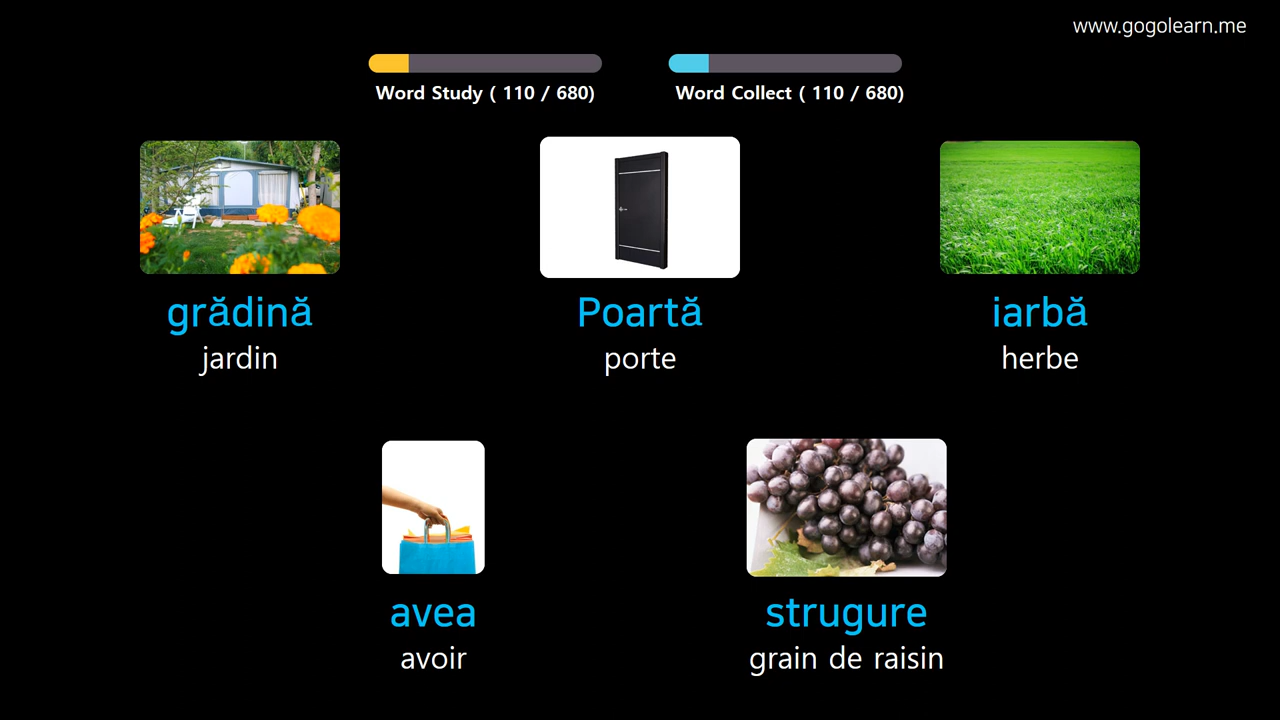 www.gogolearn.me
Word Study ( 110 / 680)
Word Collect ( 110 / 680)
grădină
jardin
Poartă
porte
iarbă
herbe
avea
avoir
strugure
grain de raisin